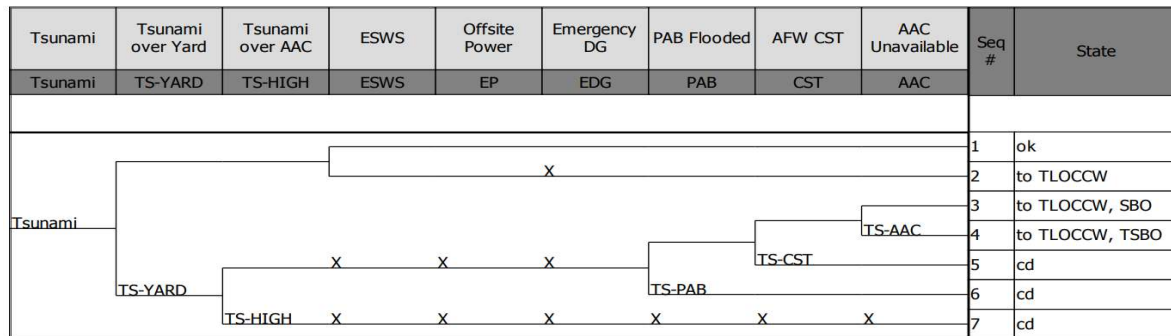 Tsunami Tsunami over Yard Tsunami over AAC ESWS Offsite Power Emergency DG PAB Flooded AFW CST AAC Unavailable Seq # State
Tsunami TS-YARD TS-HIGH ESWS EP EDG PAB CST AAC
1 ok
X 2 to TLOCCW
3 to TLOCCW, SBO
Tsunami
TS-AAC 4 to TLOCCW, TSBO
X X X TS-CST 5 cd
TS-YARD TS-PAB 6 cd
TS-HIGH X X X X X X 7 cd